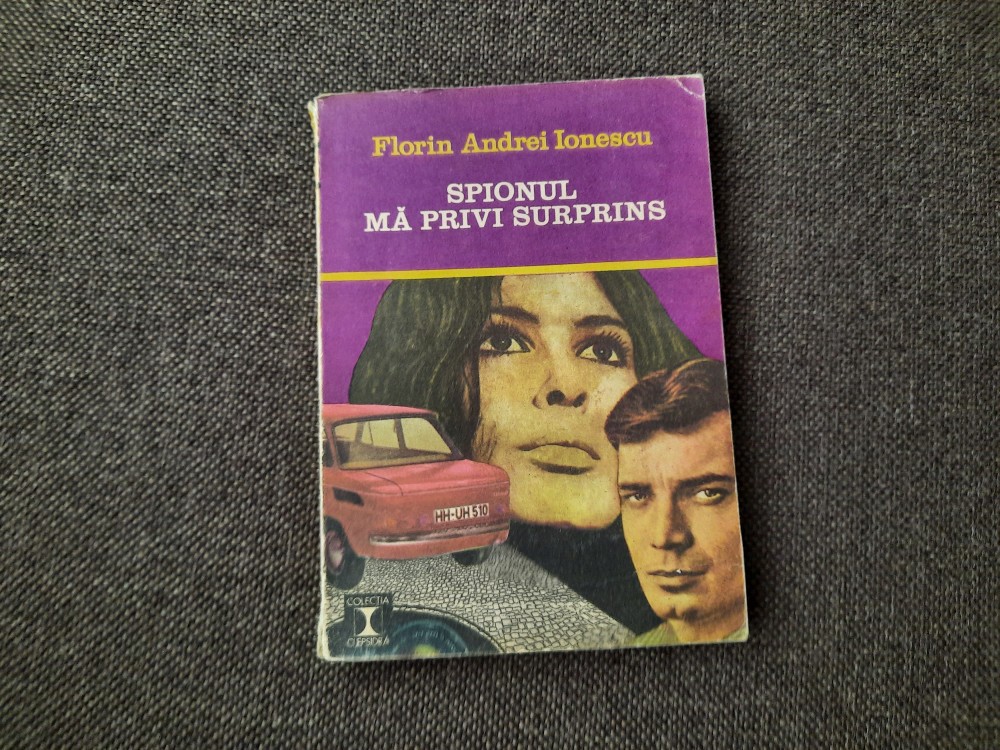 Florin Andrei Ionescu
SPIONUL
MĂ PRIVI SURPRINS
HH-UH 510
COLECȚIA
CLEPSIDRA